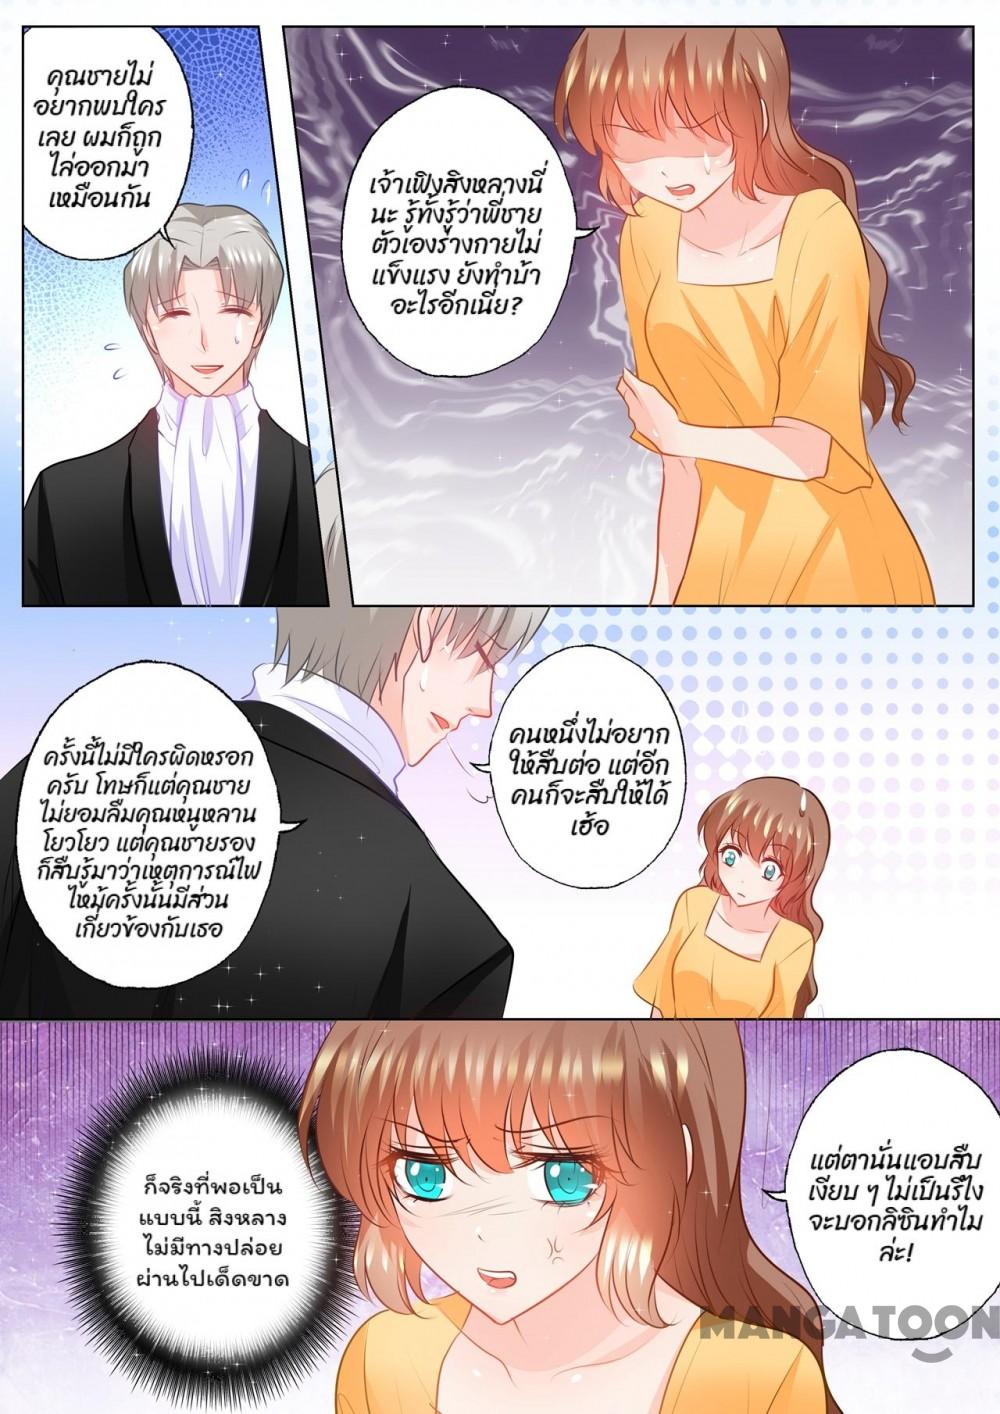 คุณชายไม่
อยากพบใคร
เลย ผมก็ถูก
ไล่ออกมา
เหมือนกัน
เจ้าเฟิงสิงหลางนี่
นะ รู้ทั้งรู้ว่าพี่ชาย
ตัวเองร่างกายไม่
แข็งแรง ยังทำบ้า
อะไรอีกเนี่ย?
คนหนึ่งไม่อยาก
ให้สืบต่อ แต่อีก
คนก็จะสืบให้ได้
เฮ้อ
ครั้งนี้ไม่มีใครผิดหรอก
ครับ โทษก็แต่คุณชาย
ไม่ยอมลืมคุณหนูหลาน
โยวโยว แต่คุณชายรอง
ก็สืบรู้มาว่าเหตุการณ์ไฟ
ไหม้ครั้งนั้นมีส่วน
เกี่ยวข้องกับเธอ
ก็จริงที่พอเป็น
แบบนี้ สิงหลาง
ไม่มีทางปล่อย
ผ่านไปเด็ดขาด
แต่ตานั่นแอบสืบ
เงียบ ๆ ไม่เป็นรึไง
จะบอกลิซินทำไม
ล่ะ!
MANGATOON